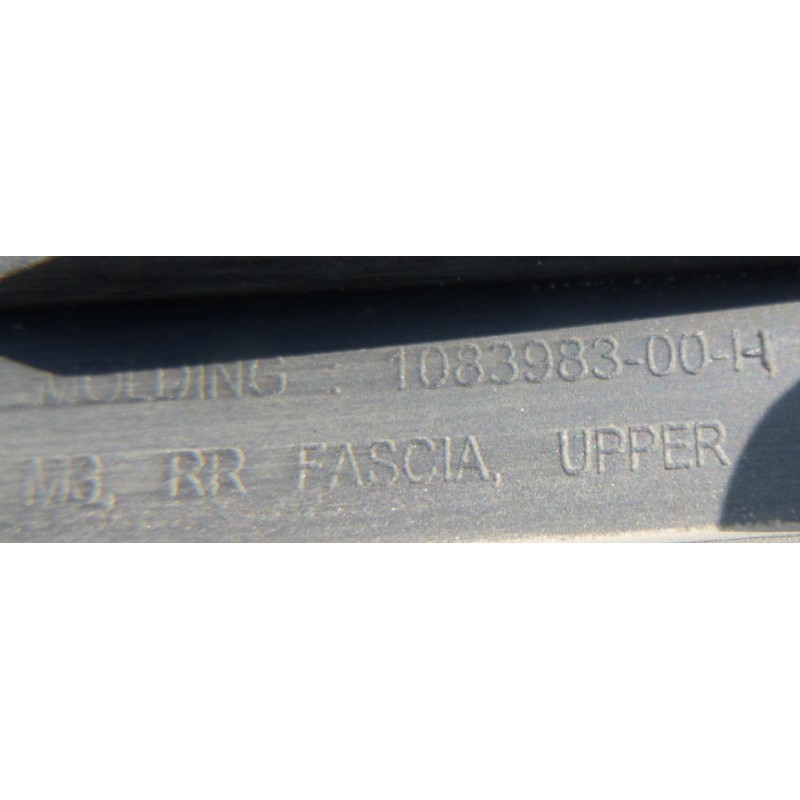 MOLDING : 1083983-00-H
M3, RR FASCIA, UPPER